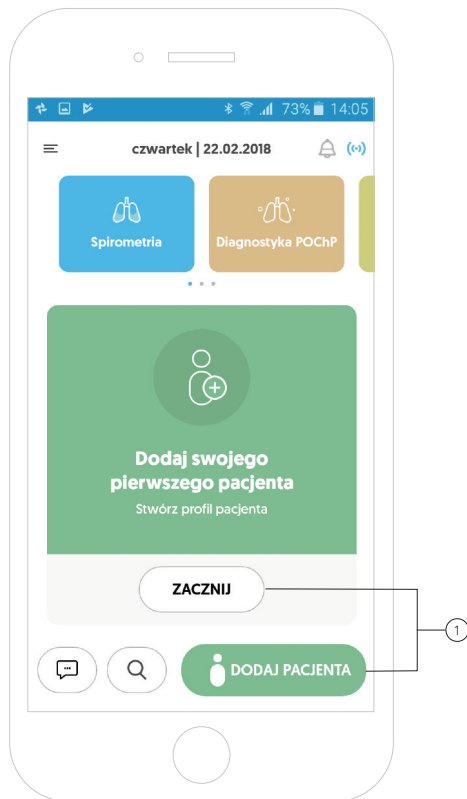 73% 14:05
czwartek | 22.02.2018
Spirometria
Diagnostyka POChP
Dodaj swojego
pierwszego pacjenta
Stwórz profil pacjenta
ZACZNIJ
1
DODAJ PACJENTA